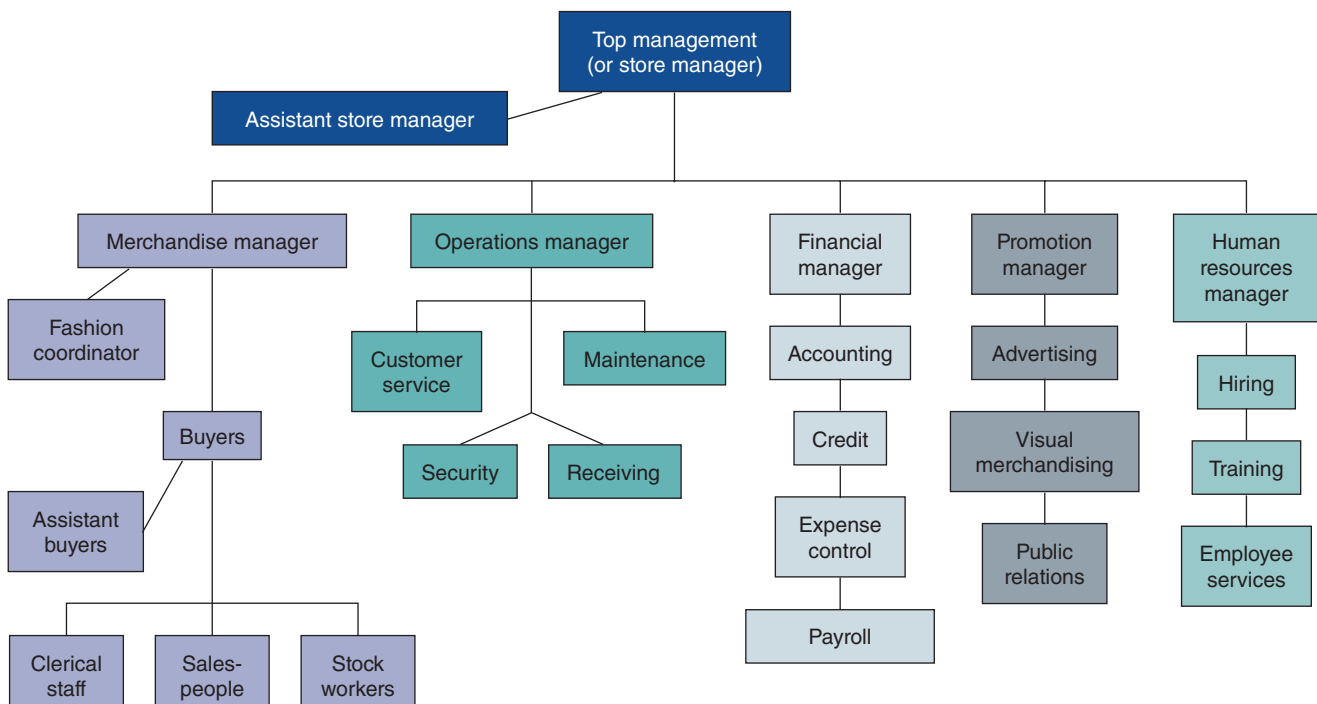 Top management
(or store manager)
Assistant store manager
Merchandise manager
Operations manager
Financial
manager
Promotion
manager
Human
resources
manager
Fashion
coordinator
Customer
service
Maintenance
Accounting
Advertising
Hiring
Buyers
Security
Receiving
Credit
Visual
merchandising
Training
Assistant
buyers
Expense
control
Public
relations
Employee
services
Payroll
Clerical
staff
Sales-
people
Stock
workers